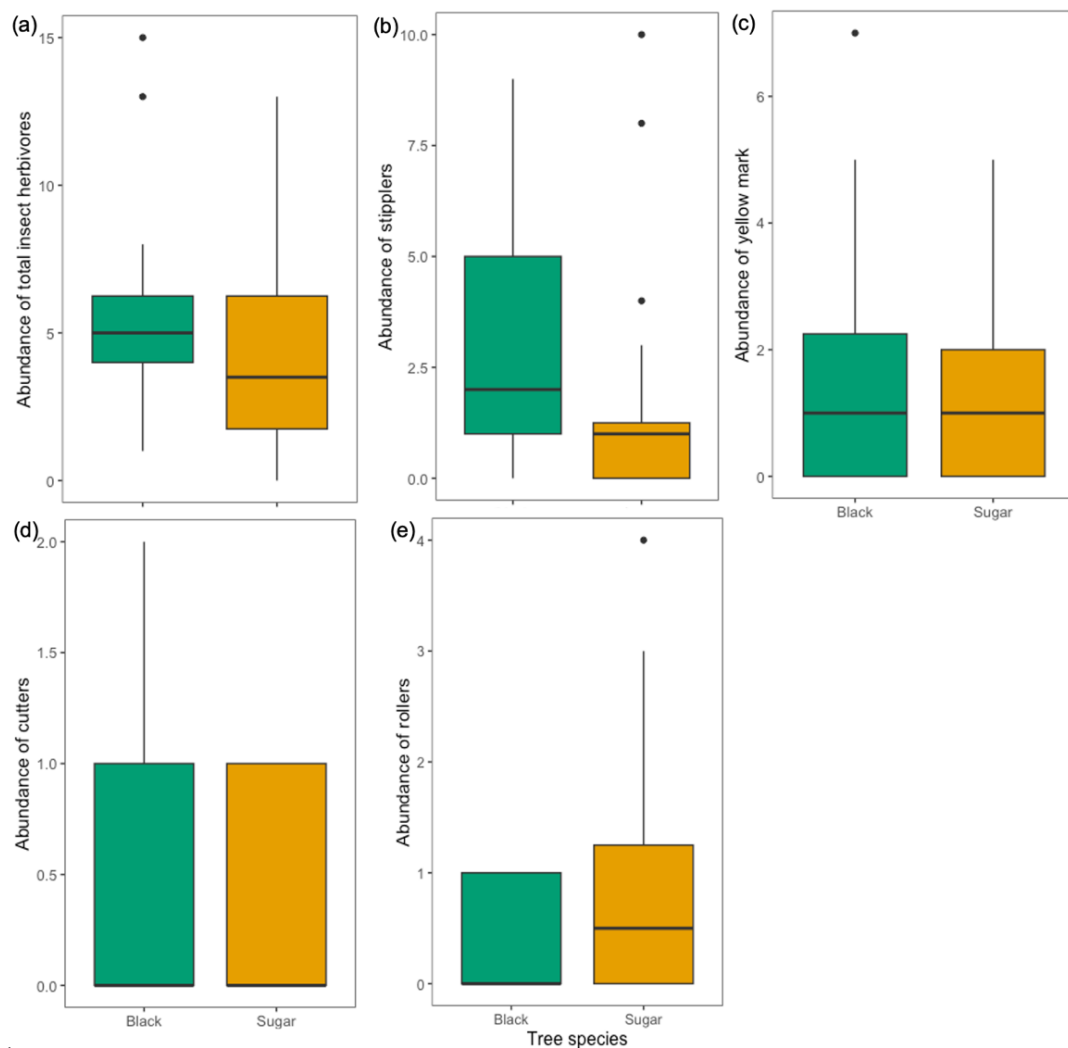 (a)
Abundance of total insect herbivores
15
10
5
0
(b)
Abundance of stipplers
10.0
7.5
5.0
2.5
0.0
(c)
Abundance of yellow mark
6
4
2
0
Black Sugar
(d)
Abundance of cutters
2.0
1.5
1.0
0.5
0.0
Black Sugar
(e)
Abundance of rollers
4
3
2
1
0
Black Sugar
Tree species